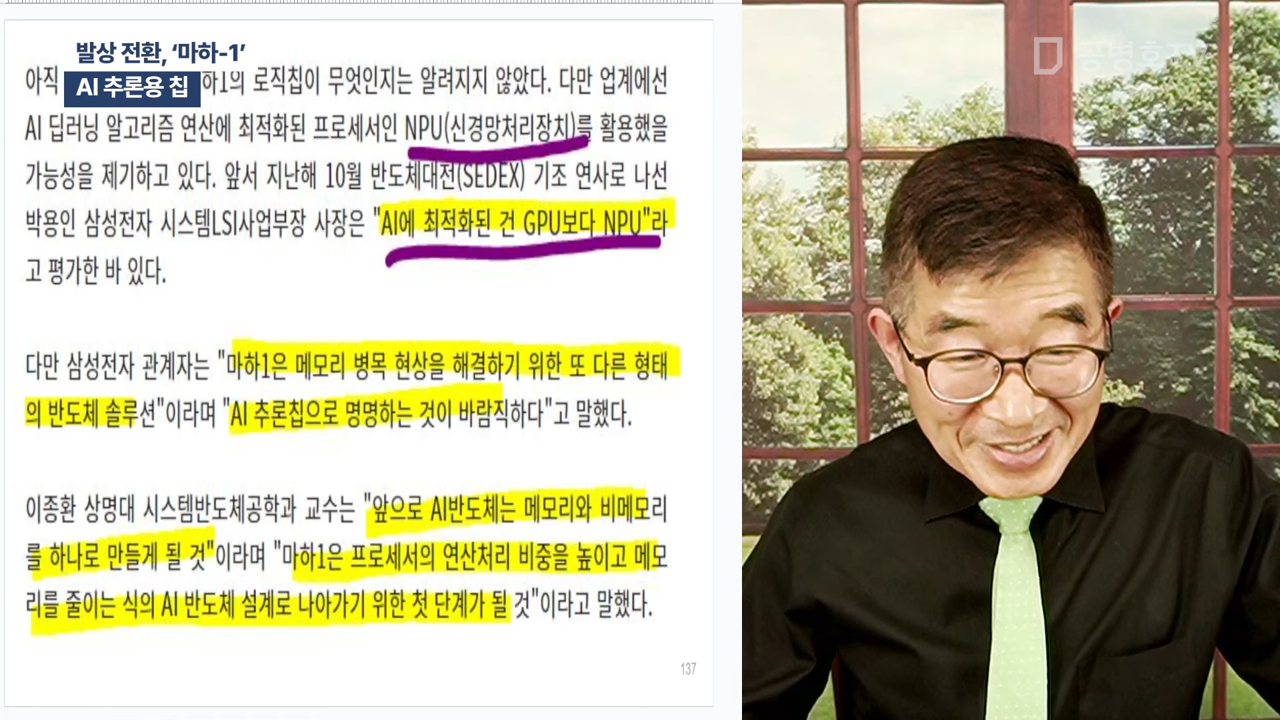 발상 전환, ‘마하-1’
AI 추론용 칩
아직 하1의 로직칩이 무엇인지는 알려지지 않았다. 다만 업계에선
AI 딥러닝 알고리즘 연산에 최적화된 프로세서인 NPU(신경망처리장치)를 활용했을
가능성을 제기하고 있다. 앞서 지난해 10월 반도체대전(SEDEX) 기조 연사로 나선
박용인 삼성전자 시스템LSI사업부장 사장은 "AI에 최적화된 건 GPU보다 NPU"라
고 평가한 바 있다.
다만 삼성전자 관계자는 "마하1은 메모리 병목 현상을 해결하기 위한 또 다른 형태
의 반도체 솔루션"이라며 "AI 추론칩으로 명명하는 것이 바람직하다"고 말했다.
이종환 상명대 시스템반도체공학과 교수는 "앞으로 AI반도체는 메모리와 비메모리
를 하나로 만들게 될 것"이라며 "마하1은 프로세서의 연산처리 비중을 높이고 메모
리를 줄이는 식의 AI 반도체 설계로 나아가기 위한 첫 단계가 될 것"이라고 말했다.
137
공병호